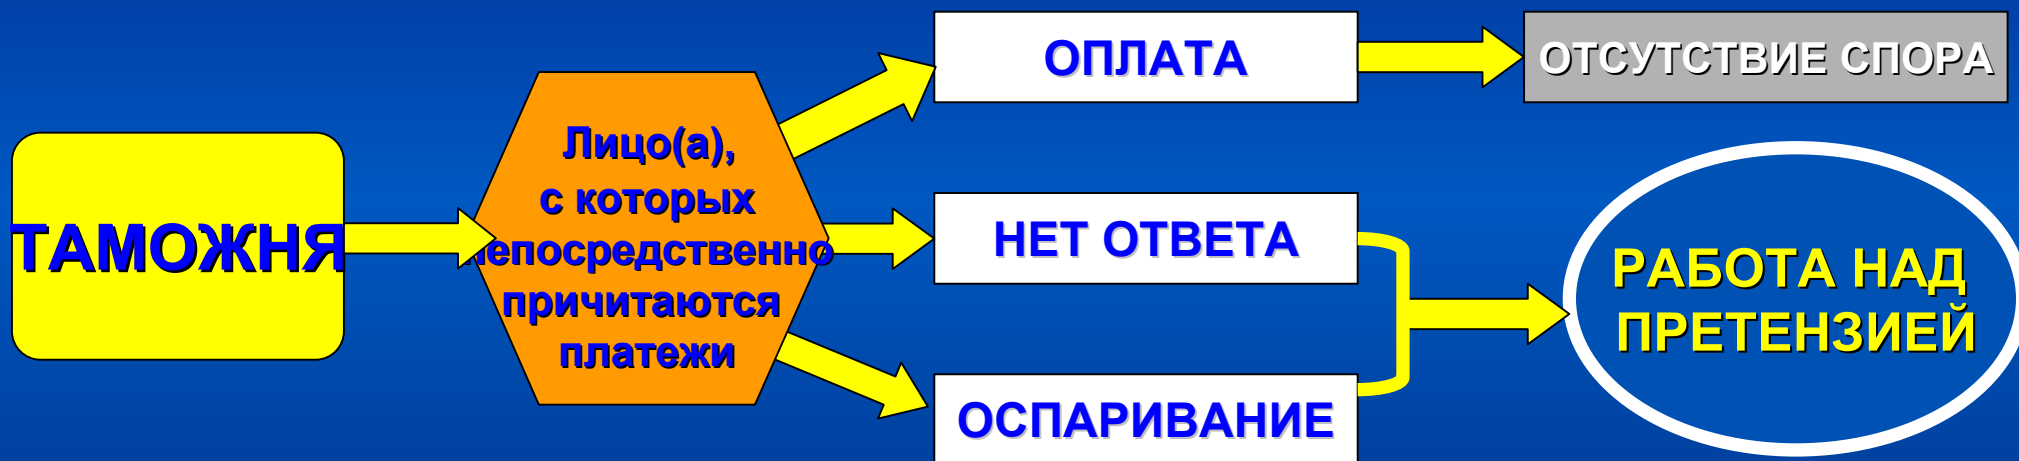 ТАМОЖНЯ
Лицо(а),
с которых
непосредственно
причитаются
платежи
ОПЛАТА
ОТСУТСТВИЕ СПОРА
НЕТ ОТВЕТА
ОСПАРИВАНИЕ
РАБОТА НАД
ПРЕТЕНЗИЕЙ